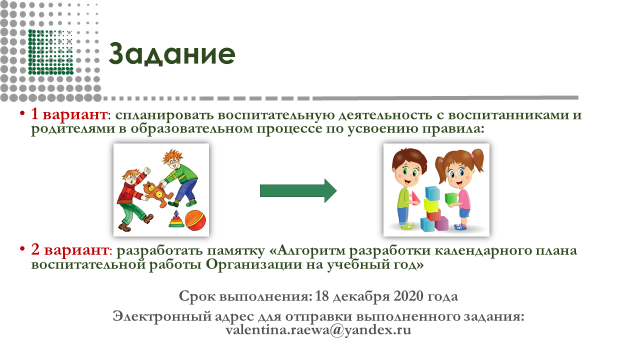 Задание
• 1 вариант: спланировать воспитательную деятельность с воспитанниками и
родителями в образовательном процессе по усвоению правила:
• 2 вариант: разработать памятку «Алгоритм разработки календарного плана
воспитательной работы Организации на учебный год»
Срок выполнения: 18 декабря 2020 года
Электронный адрес для отправки выполненного задания:
valentina.raewa@yandex.ru